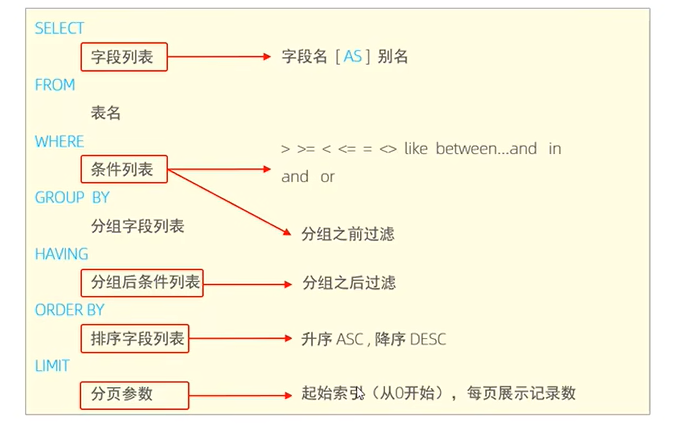 SELECT
字段列表 字段名 [ AS ] 别名
FROM
表名
WHERE
> >= < <= = <> like between...and in
条件列表
and or
GROUP BY
分组字段列表
分组之前过滤
HAVING
分组后条件列表 分组之后过滤
ORDER BY
排序字段列表 升序 ASC , 降序 DESC
LIMIT
分页参数 起始索引（从0开始），每页展示记录数